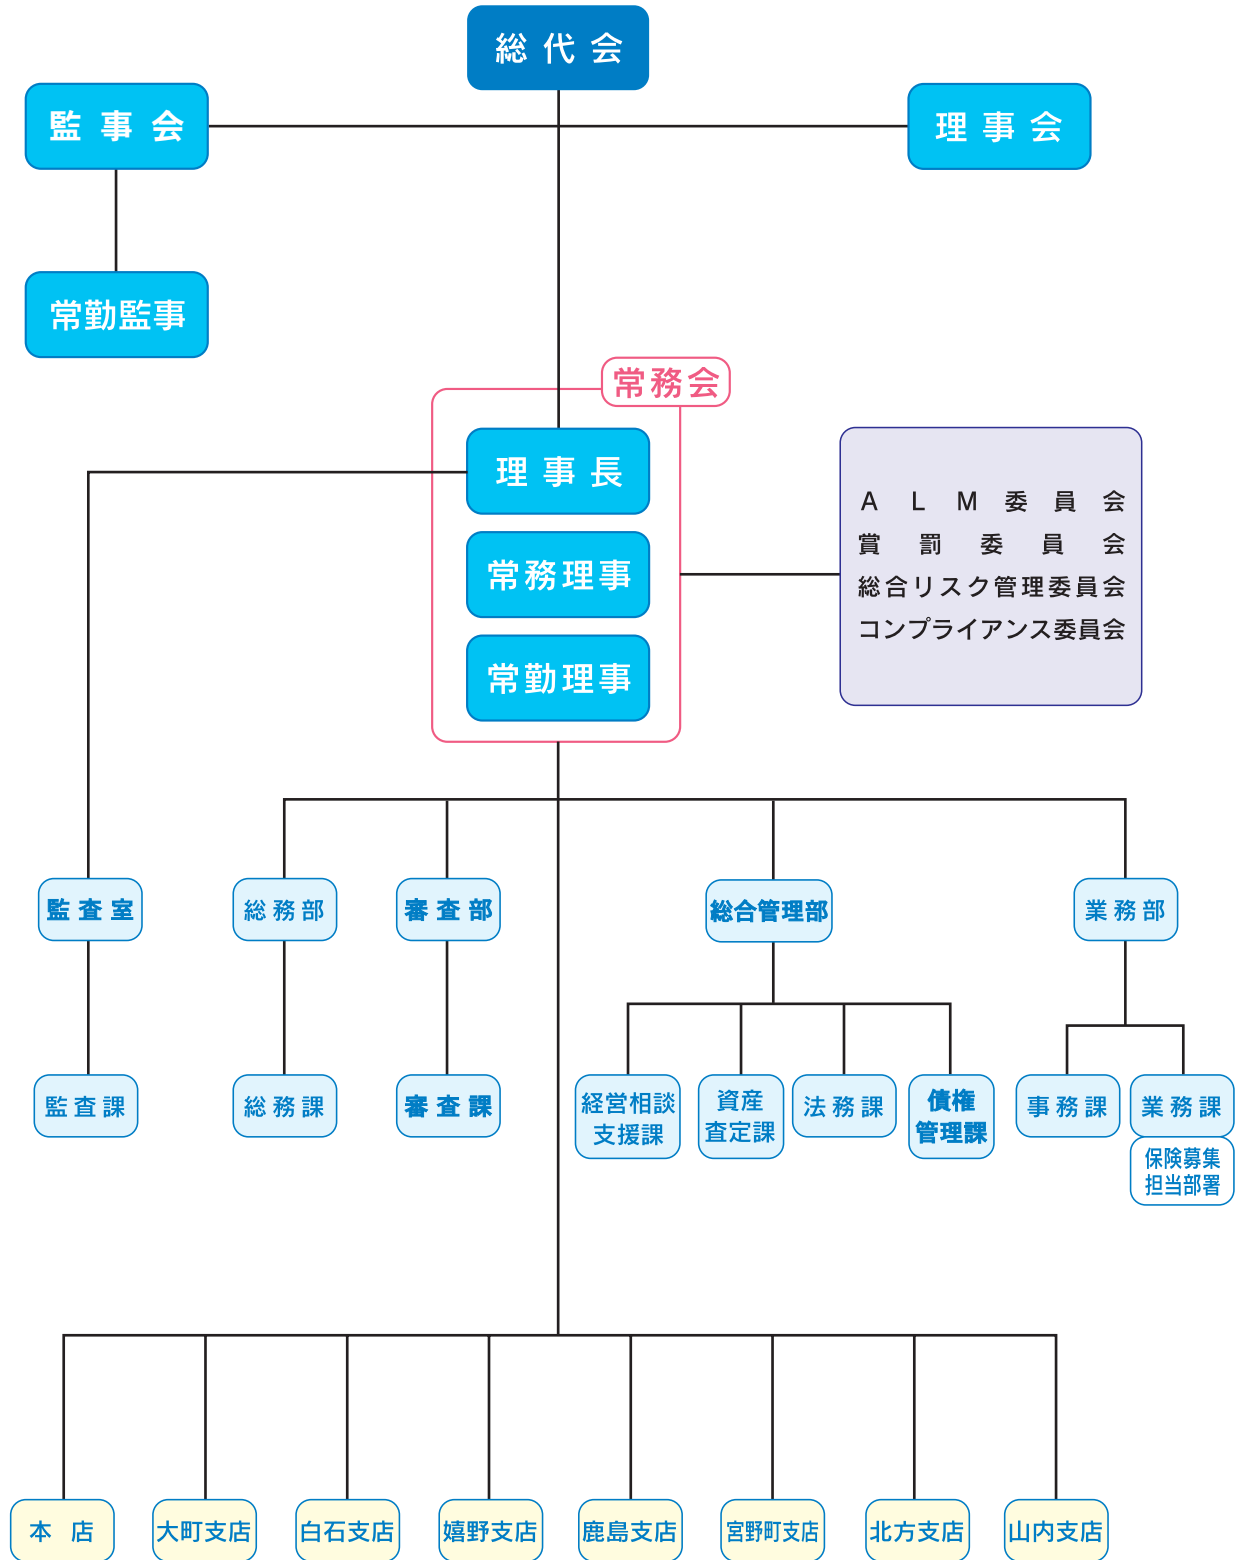 総代会
監事会
理事会
常勤監事
常務会
理事長
常務理事
常勤理事
ALM委員会
賞罰委員会
総合リスク管理委員会
コンプライアンス委員会
監査室
総務部
審査部
総合管理部
業務部
監査課
総務課
審査課
経営相談
支援課
資産
査定課
法務課
債権
管理課
事務課
業務課
保険募集
担当部署
本店
大町支店
白石支店
嬉野支店
鹿島支店
宮野町支店
北方支店
山内支店